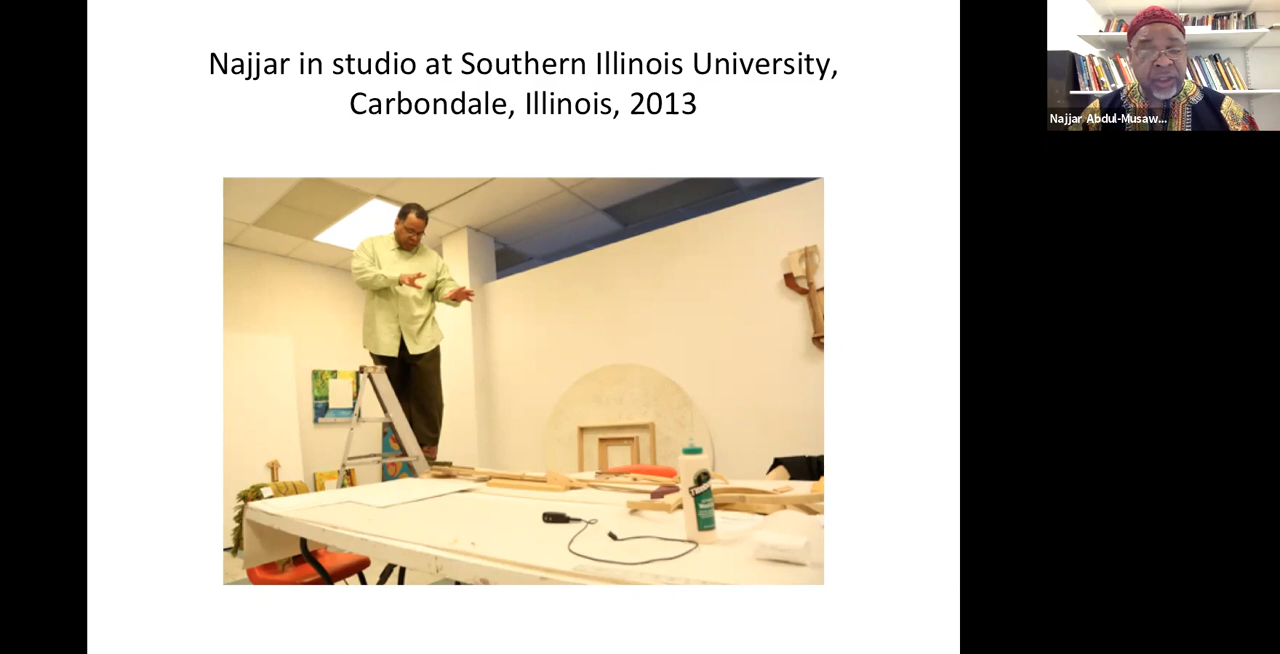 Najjar in studio at Southern Illinois University,
Carbondale, Illinois, 2013
Najjar Abdul-Musaw...